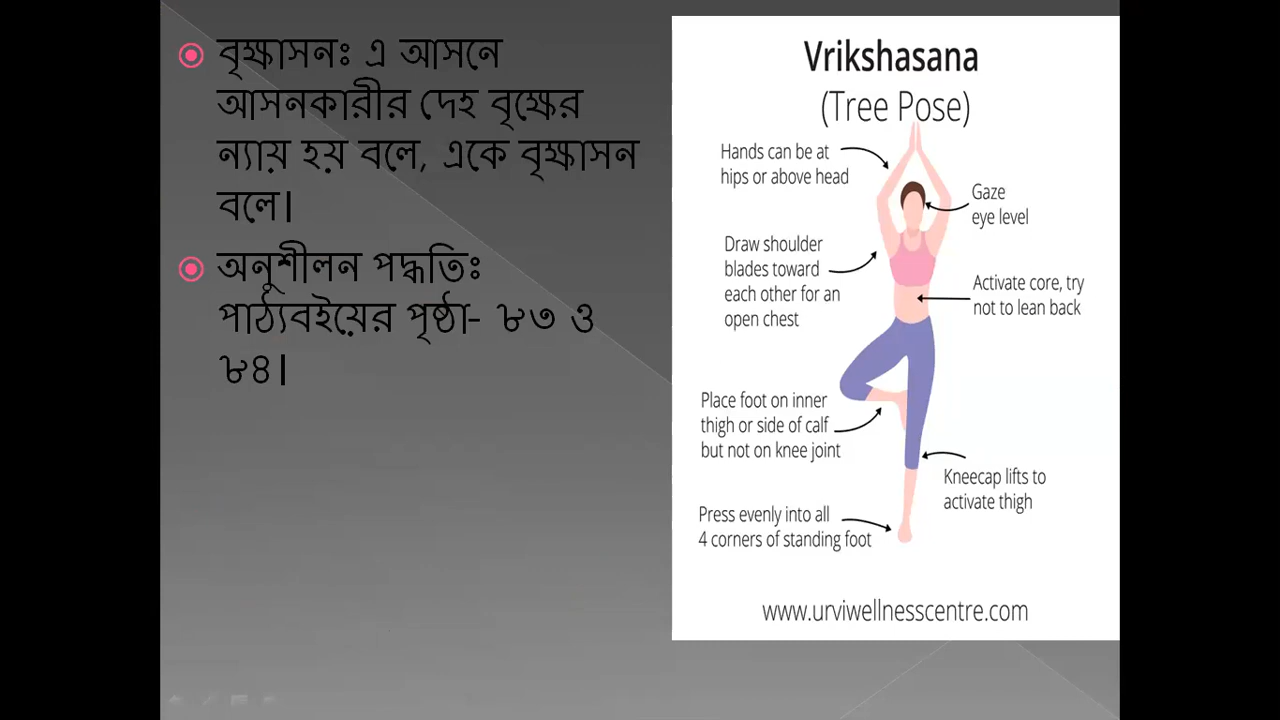 বৃক্ষাসনঃ এ আসনে
আসনকারীর দেহ বৃক্ষের
ন্যায় হয় বলে, একে বৃক্ষাসন
বলে।
অনুশীলন পদ্ধতিঃ
পাঠ্যবইয়ের পৃষ্ঠা- ৮৩ ও
৮৪।
Vrikshasana
(Tree Pose)
Hands can be at
hips or above head
Gaze
eye level
Draw shoulder
blades toward
each other for an
open chest
Activate core, try
not to lean back
Place foot on inner
thigh or side of calf
but not on knee joint
Kneecap lifts to
activate thigh
Press evenly into all
4 corners of standing foot
www.urviwellnesscentre.com